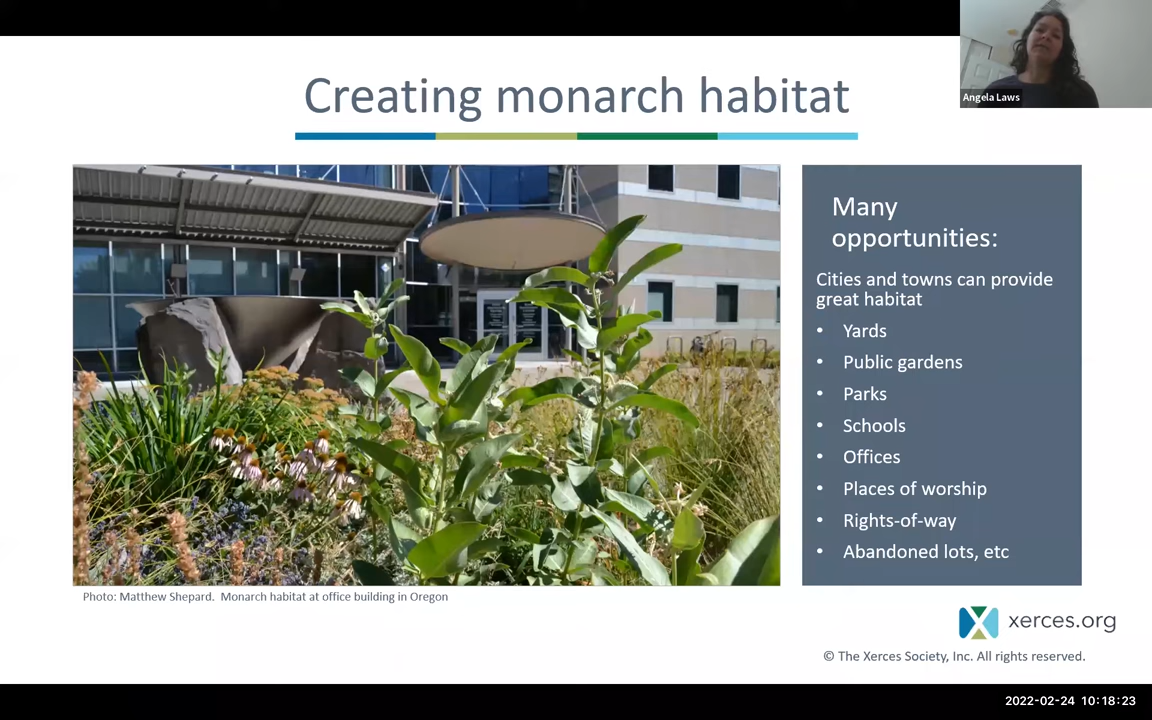 Angela Laws
Creating monarch habitat
Many
opportunities:
Cities and towns can provide
great habitat
• Yards
• Public gardens
• Parks
• Schools
• Offices
• Places of worship
• Rights-of-way
• Abandoned lots, etc
Photo: Matthew Shepard. Monarch habitat at office building in Oregon
xerces.org
© The Xerces Society, Inc. All rights reserved.
2022-02-24 10:18:23